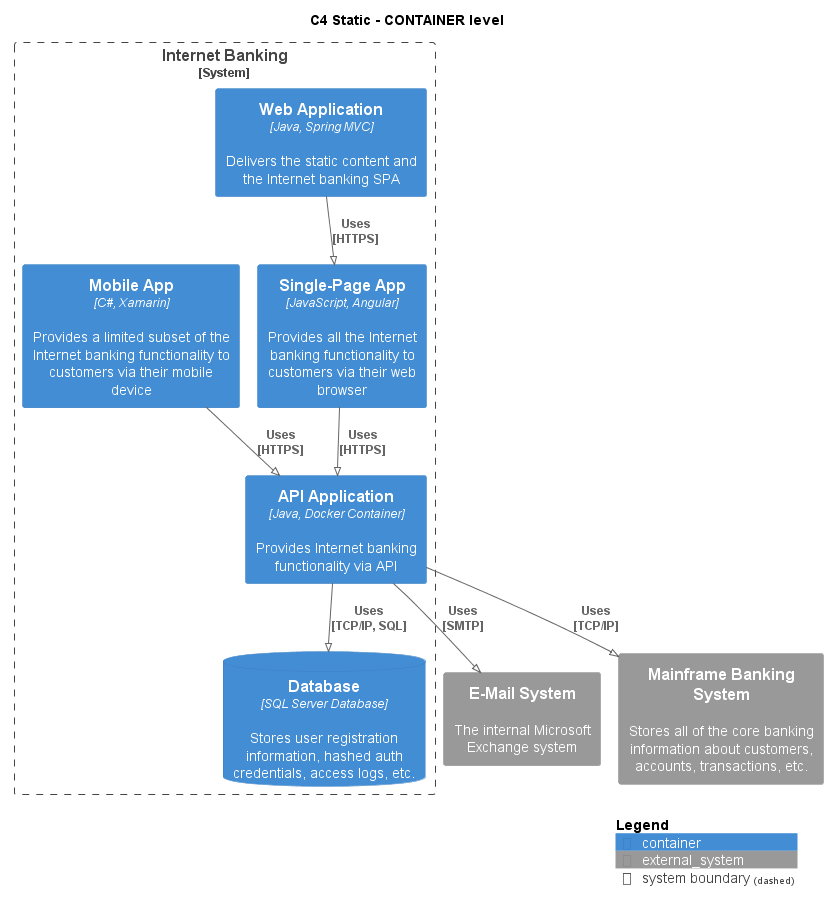 C4 Static - CONTAINER level
Internet Banking
[System]
Web Application
[Java, Spring MVC]
Delivers the static content and
the Internet banking SPA
Uses
[HTTPS]
Mobile App
[C#, Xamarin]
Provides a limited subset of the
Internet banking functionality to
customers via their mobile
device
Single-Page App
[JavaScript, Angular]
Provides all the Internet
banking functionality to
customers via their web
browser
Uses
[HTTPS]
Uses
[HTTPS]
API Application
[Java, Docker Container]
Provides Internet banking
functionality via API
Uses
[TCP/IP, SQL]
Uses
[SMTP]
Uses
[TCP/IP]
Database
[SQL Server Database]
Stores user registration
information, hashed auth
credentials, access logs, etc.
E-Mail System
The internal Microsoft
Exchange system
Mainframe Banking
System
Stores all of the core banking
information about customers,
accounts, transactions, etc.
Legend
container
external_system
system boundary (dashed)